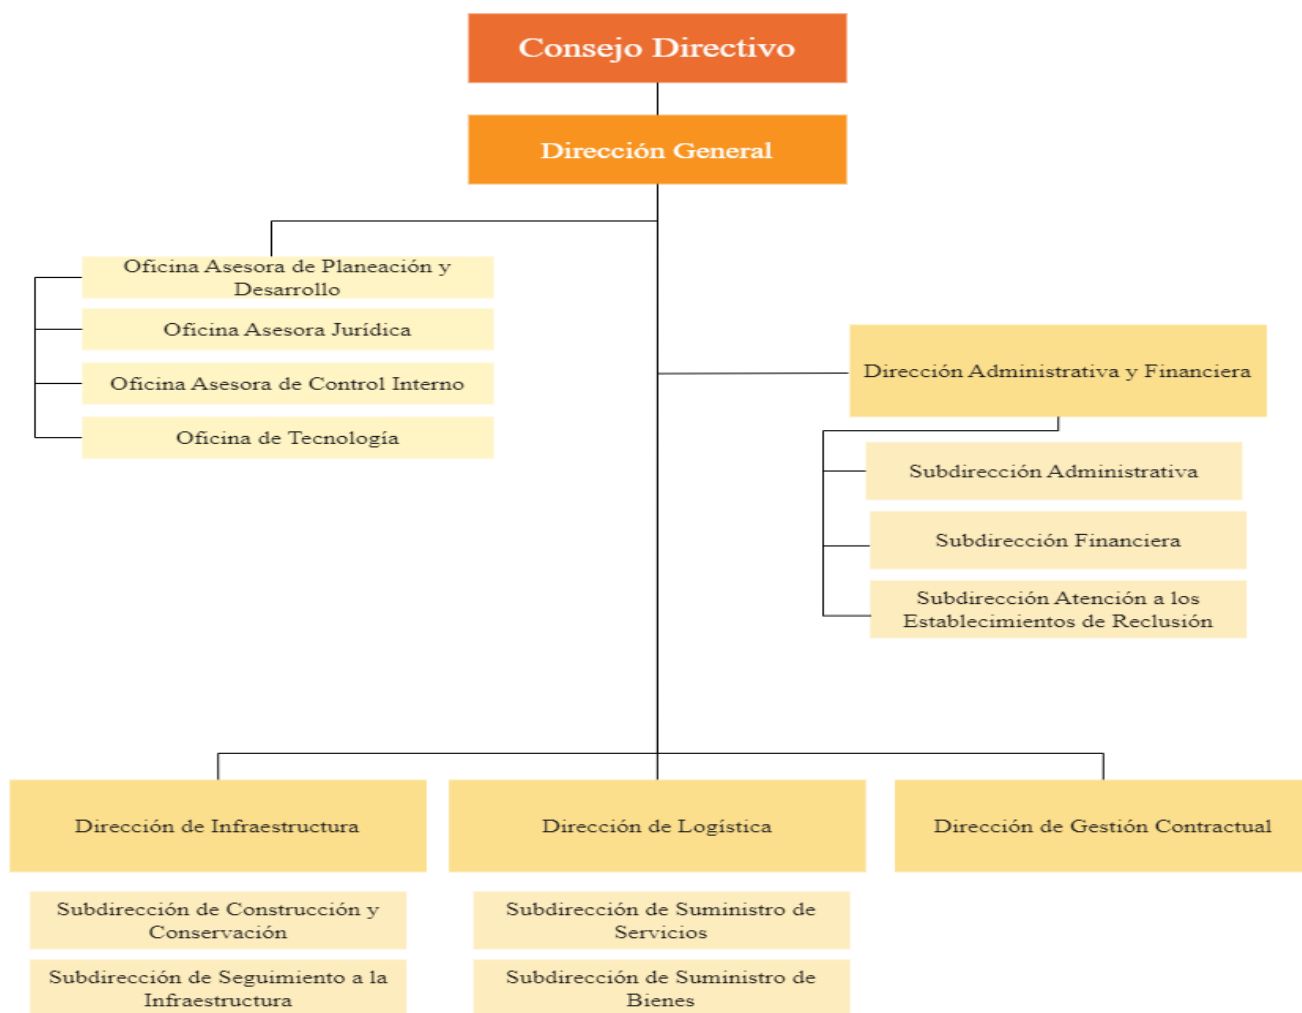 Consejo Directivo
Dirección General
Oficina Asesora de Planeación y
Desarrollo
Oficina Asesora Jurídica
Oficina Asesora de Control Interno
Oficina de Tecnología
Dirección Administrativa y Financiera
Subdirección Administrativa
Subdirección Financiera
Subdirección Atención a los
Establecimientos de Reclusión
Dirección de Infraestructura
Subdirección de Construcción y
Conservación
Subdirección de Seguimiento a la
Infraestructura
Dirección de Logística
Subdirección de Suministro de
Servicios
Subdirección de Suministro de
Bienes
Dirección de Gestión Contractual